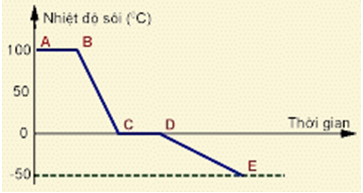 Nhiệt độ sôi (°C)
A B
100
50
C D Thời gian
0
E
-50